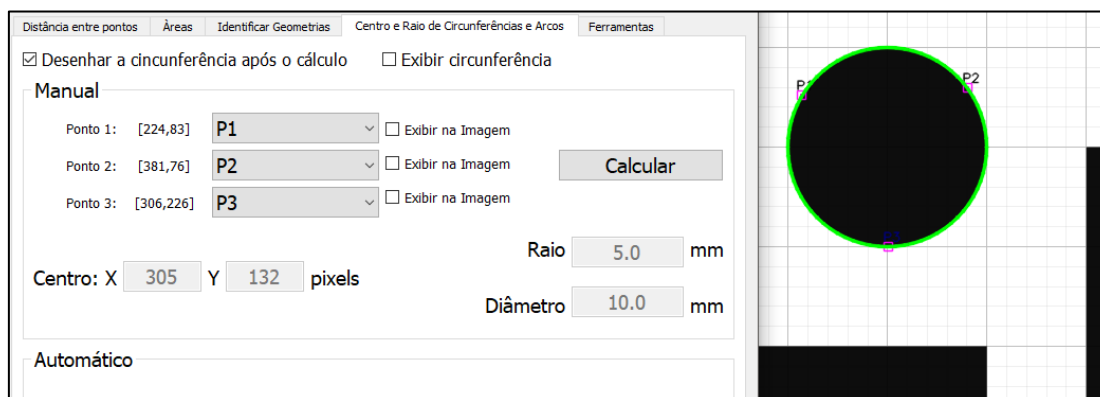 Distância entre pontos Àreas Identificar Geometrias Centro e Raio de Circunferências e Arcos Ferramentas
Desenhar a cincunferência após o cálculo Exibir circunferência
Manual
Ponto 1: [224,83] P1 Exibir na Imagem
Ponto 2: [381,76] P2 Exibir na Imagem Calcular
Ponto 3: [306,226] P3 Exibir na Imagem
Raio 5.0 mm
Centro: X 305 Y 132 pixels
Diâmetro 10.0 mm
Automático
P2